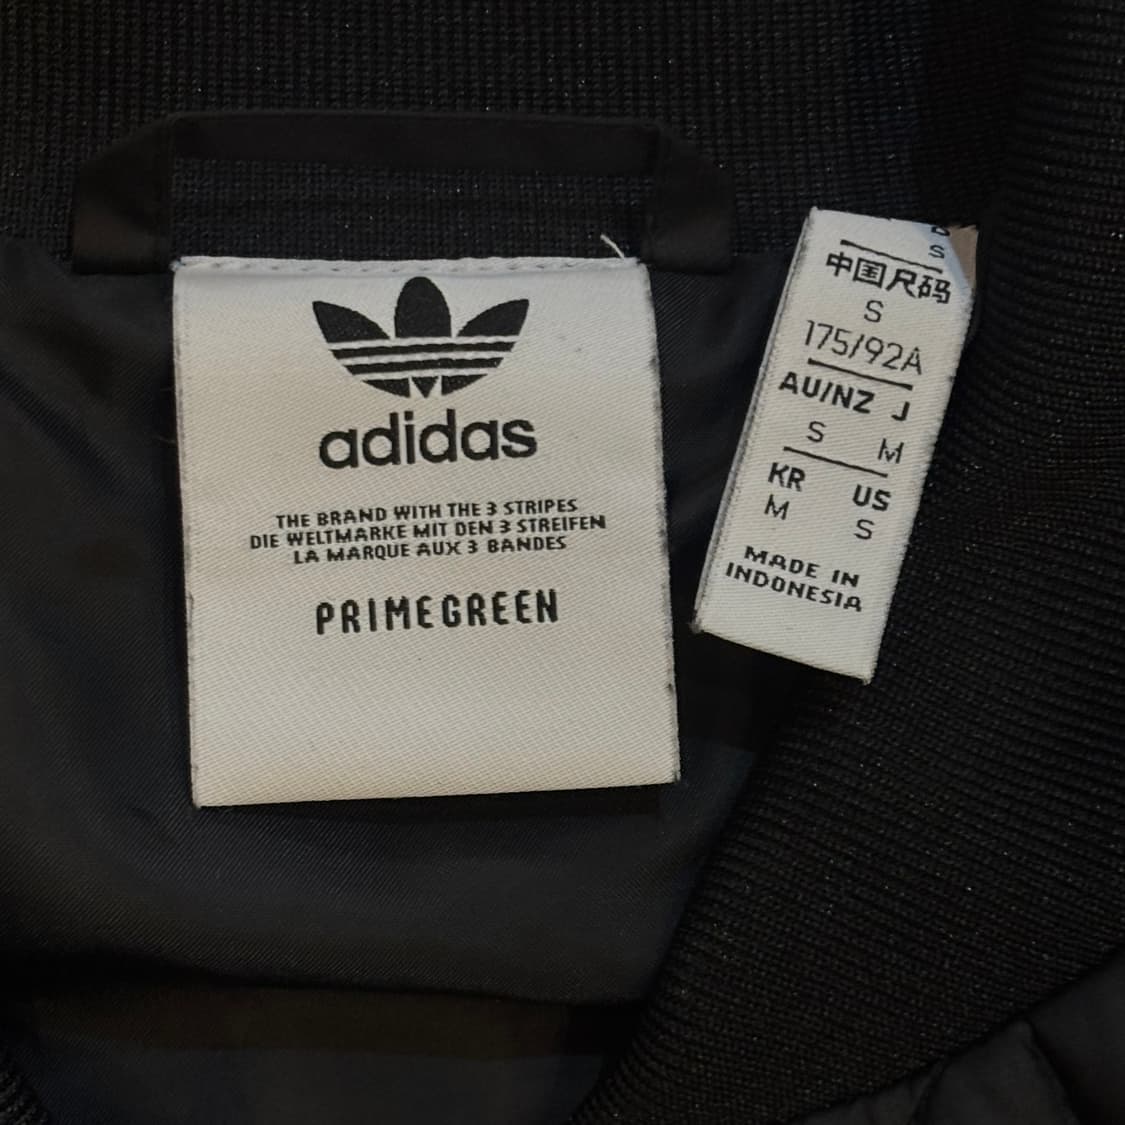 adidas
THE BRAND WITH THE 3 STRIPES
DIE WELTMARKE MIT DEN 3 STREIFEN
LA MARQUE AUX 3 BANDES
PRIMEGREEN
D
S
中国尺码
S
175/92A
AU/NZ J
S M
KR US
M S
MADE IN
INDONESIA